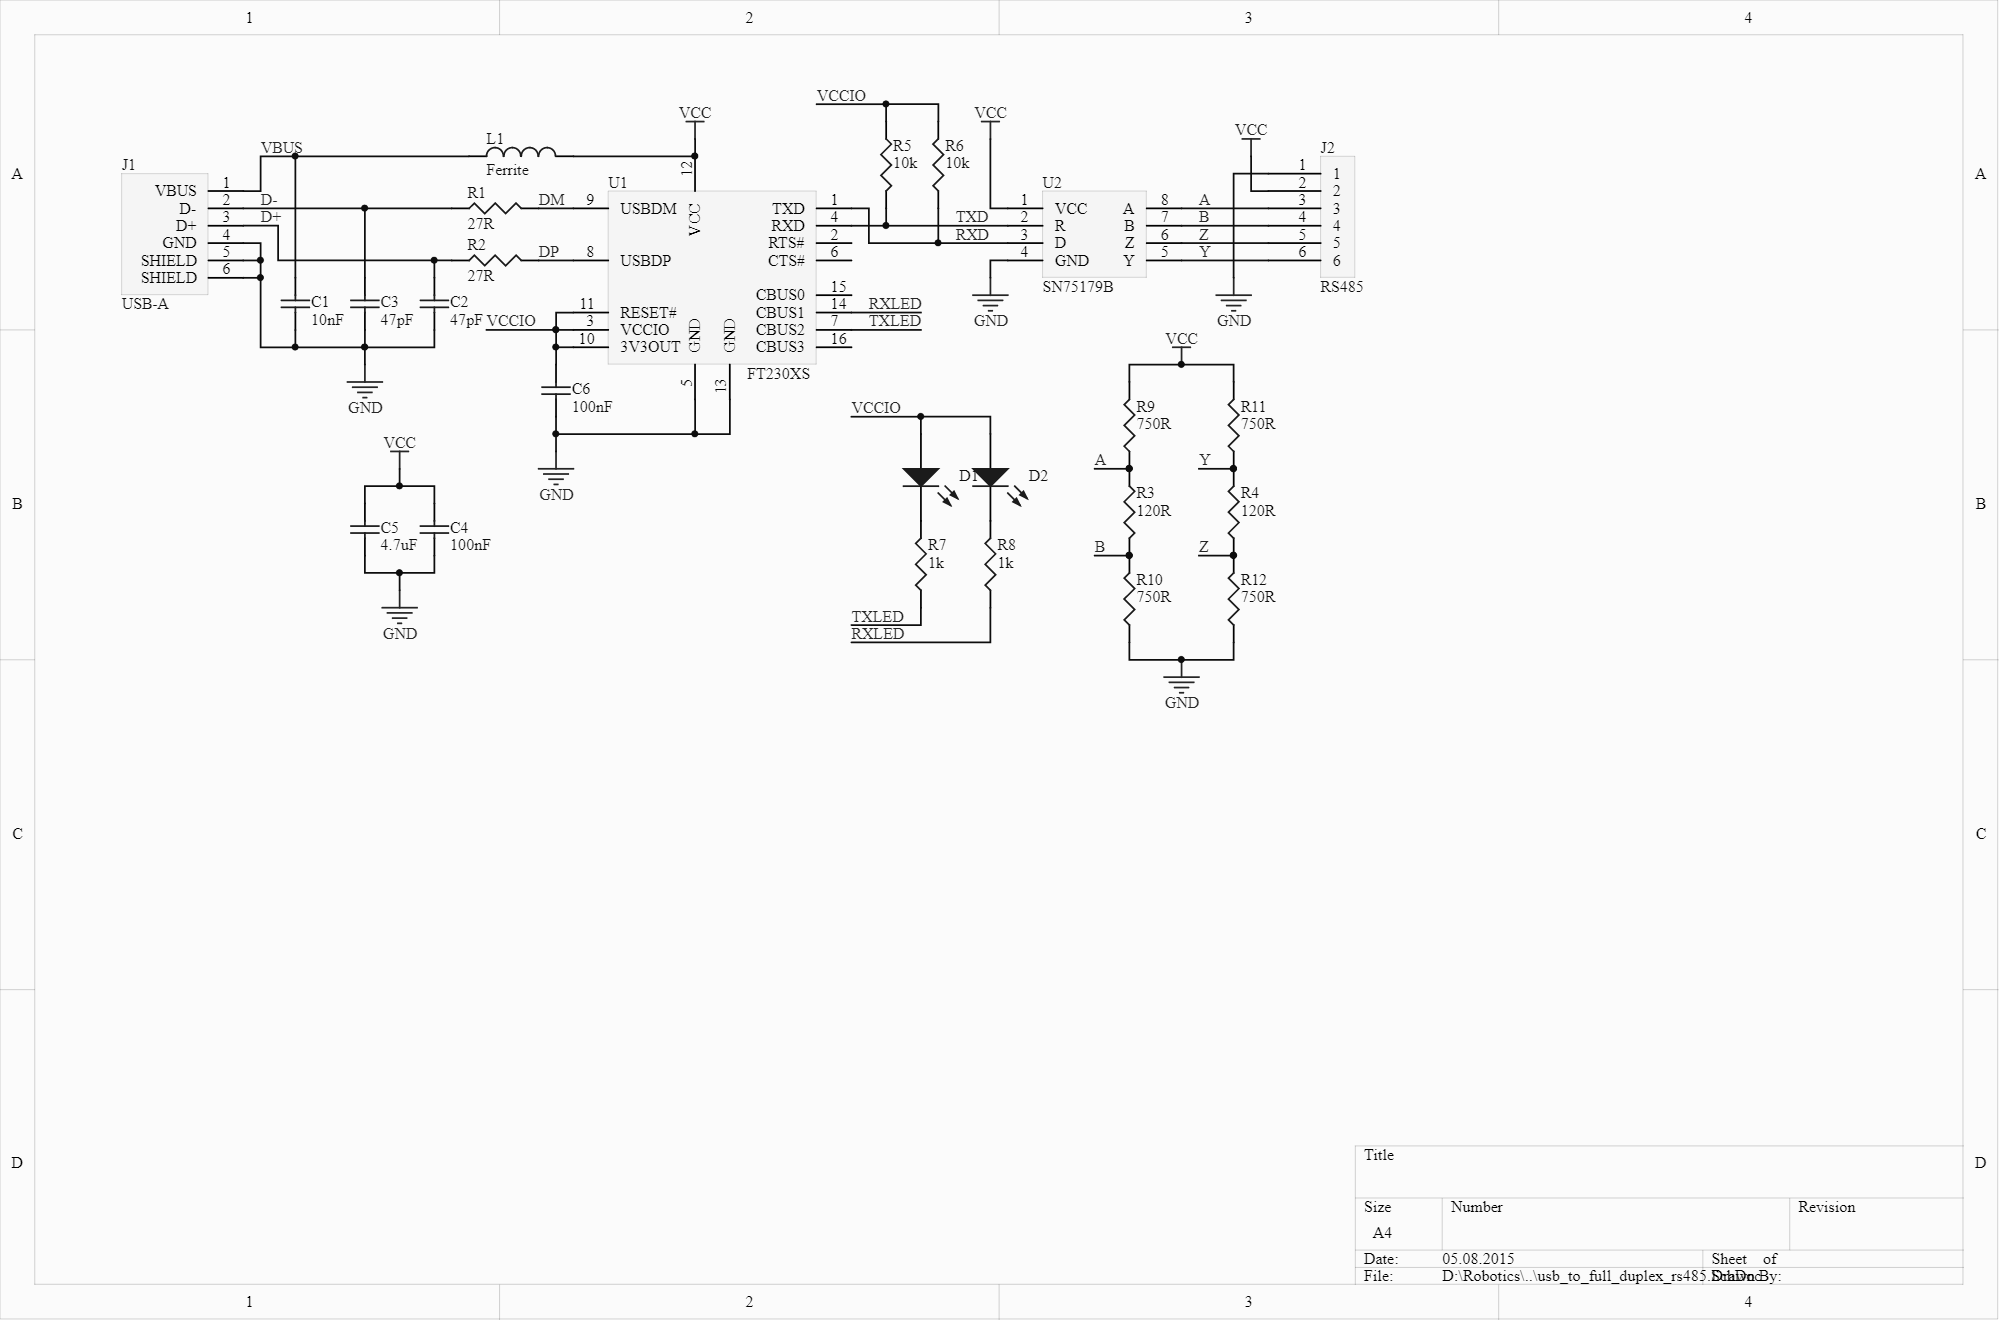 1 2 3 4
A
B
C
D
A
B
C
D
J1
VBUS 1
D- 2
D+ 3
GND 4
SHIELD 5
SHIELD 6
USB-A
VBUS
D-
D+
L1
Ferrite
R1
27R
R2
27R
DM
DP
C1
10nF
C3
47pF
C2
47pF
GND
VCCIO
C6
100nF
GND
VCC
U1
9 USBDM
8 USBDP
11 RESET#
3 VCCIO
10 3V3OUT
12 VCC
5 GND
13 GND
TXD 1
RXD 4
RTS# 2
CTS# 6
CBUS0 15
CBUS1 14 RXLED
CBUS2 7 TXLED
CBUS3 16
FT230XS
VCCIO
R5
10k
R6
10k
TXD
RXD
VCC
U2
1 VCC
2 R
3 D
4 GND
A 8 A
B 7 B
Z 6 Z
Y 5 Y
SN75179B
GND
VCC
J2
1 1
2 2
3 3
4 4
5 5
6 6
RS485
GND
VCC
C5
4.7uF
C4
100nF
GND
VCCIO
D1
D2
R7
1k
R8
1k
TXLED
RXLED
VCC
R9
750R
R11
750R
A
Y
R3
120R
R4
120R
B
Z
R10
750R
R12
750R
GND
Title
Size
A4
Number
Revision
Date: 05.08.2015
Sheet of
File: D:\Robotics\..\usb_to_full_duplex_rs485.SchDoc
Drawn By:
1 2 3 4